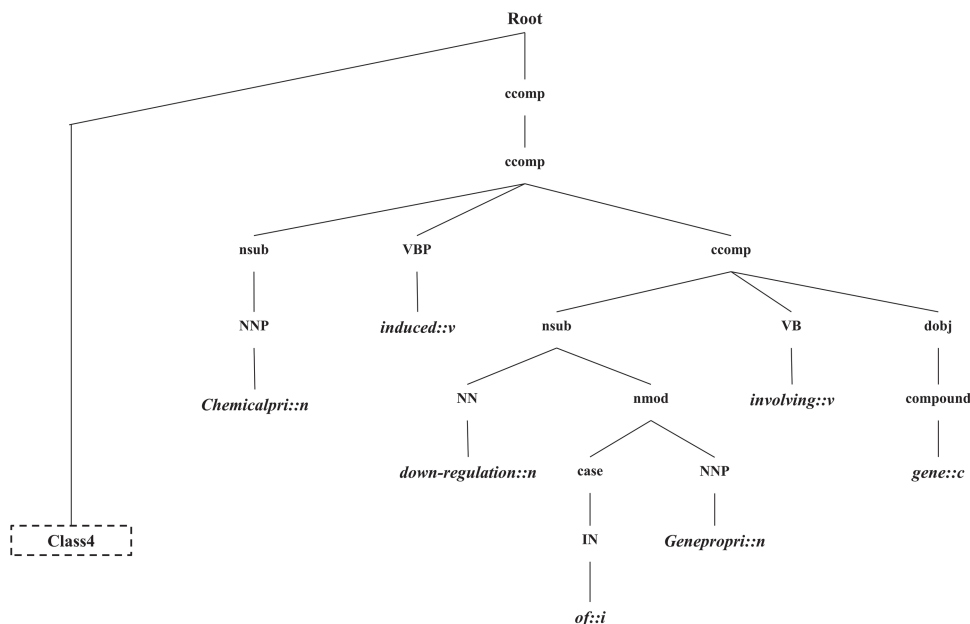 Root
ccomp
ccomp
nsub VBP ccomp
NNP induced::v nsub VB dobj
Chemicalpri::n NN nmod involving::v compound
down-regulation::n case NNP gene::c
Class4 IN Genepropri::n
of::i